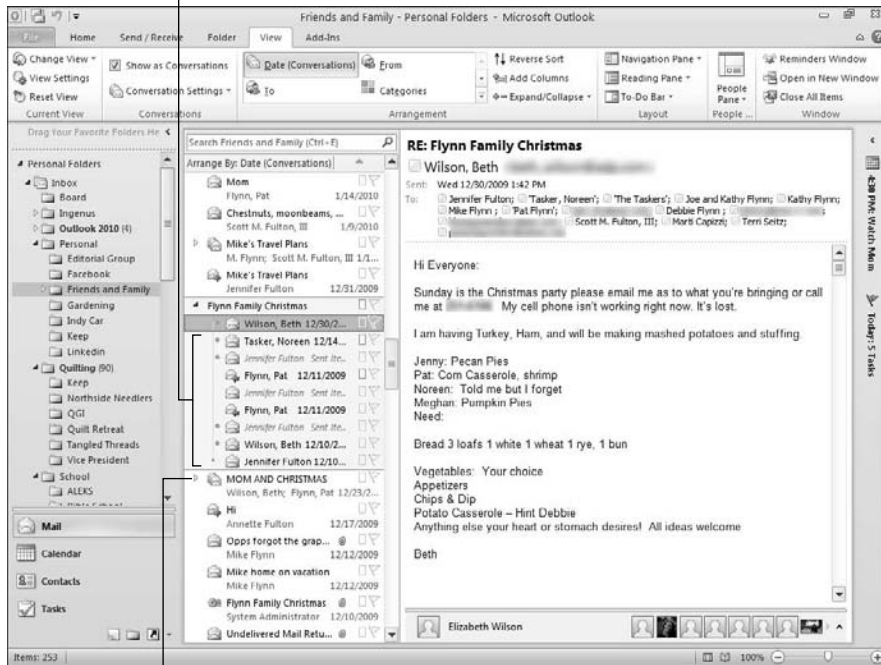 Friends and Family - Personal Folders - Microsoft Outlook
File Home Send / Receive Folder View Add-Ins
Change View
View Settings
Reset View
Current View
Show as Conversations
Conversation Settings
Conversations
Date (Conversations) From
To Categories
Reverse Sort
Add Columns
Expand/Collapse
Arrangement
Navigation Pane
Reading Pane
To-Do Bar
Layout
People
Pane
People ...
Reminders Window
Open in New Window
Close All Items
Window
Drag Your Favorite Folders He
Personal Folders
Inbox
Board
Ingenus
Outlook 2010 (4)
Personal
Editorial Group
Facebook
Friends and Family
Gardening
Indy Car
Keep
Linkedin
Quilting (90)
Keep
Northside Needlers
QGI
Quilt Retreat
Tangled Threads
Vice President
School
ALEKS
Mail
Calendar
Contacts
Tasks
Search Friends and Family (Ctrl+E)
Arrange By: Date (Conversations)
Mom
Flynn, Pat 1/14/2010
Chestnuts, moonbeams, ...
Scott M. Fulton, III 1/9/2010
Mike's Travel Plans
M. Flynn; Scott M. Fulton, III 1/1...
Mike's Travel Plans
Jennifer Fulton 12/31/2009
Flynn Family Christmas
Wilson, Beth 12/30/2...
Tasker, Noreen 12/14...
Jennifer Fulton Sent Ite..
Flynn, Pat 12/11/2009
Jennifer Fulton Sent Ite..
Flynn, Pat 12/11/2009
Jennifer Fulton Sent Ite..
Wilson, Beth 12/10/2...
Jennifer Fulton 12/10...
MOM AND CHRISTMAS
Wilson, Beth; Flynn, Pat 12/23/2...
Hi
Annette Fulton 12/17/2009
Opps forgot the grap...
Mike Flynn 12/12/2009
Mike home on vacation
Mike Flynn 12/12/2009
Flynn Family Christmas
System Administrator 12/10/2009
Undelivered Mail Retu...
RE: Flynn Family Christmas
Wilson, Beth
Sent: Wed 12/30/2009 1:42 PM
To: Jennifer Fulton; 'Tasker, Noreen'; 'The Taskers'; Joe and Kathy Flynn; Kathy Flynn;
Mike Flynn ; 'Pat Flynn'; Debbie Flynn ;
Scott M. Fulton, III; Marti Capizzi; Terri Seitz;
Hi Everyone:
Sunday is the Christmas party please email me as to what you're bringing or call
me at My cell phone isn't working right now. It's lost.
I am having Turkey, Ham, and will be making mashed potatoes and stuffing.
Jenny: Pecan Pies
Pat: Corn Casserole, shrimp
Noreen: Told me but I forget
Meghan: Pumpkin Pies
Need:
Bread 3 loafs 1 white 1 wheat 1 rye, 1 bun
Vegetables: Your choice
Appetizers
Chips & Dip
Potato Casserole – Hint Debbie
Anything else your heart or stomach desires! All ideas welcome
Beth
Elizabeth Wilson
4:30 PM: Watch Mom
Today: 5 Tasks
Items: 253
100%